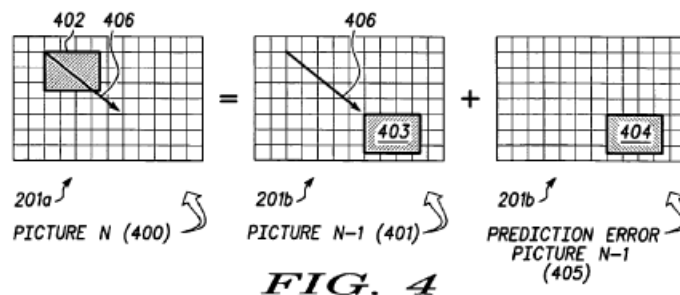 402 406 406
= +
403 404
201a 201b 201b
PICTURE N (400) PICTURE N-1 (401) PREDICTION ERROR
PICTURE N-1
(405)
FIG. 4